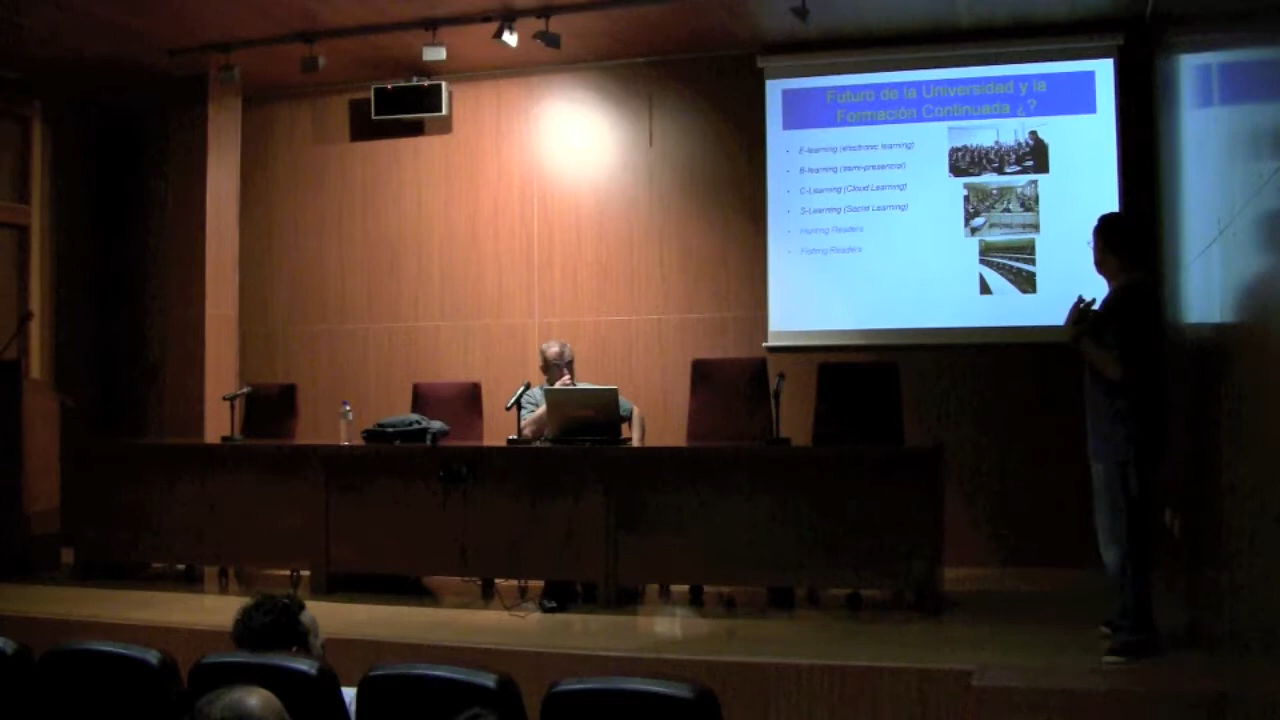 Futuro de la Universidad y la
Formación Continuada ¿?
E-learning (electronic learning)
B-learning (semi-presencial)
C-Learning (Cloud Learning)
S-Learning (Social Learning)
Hunting Readers
Fishing Readers